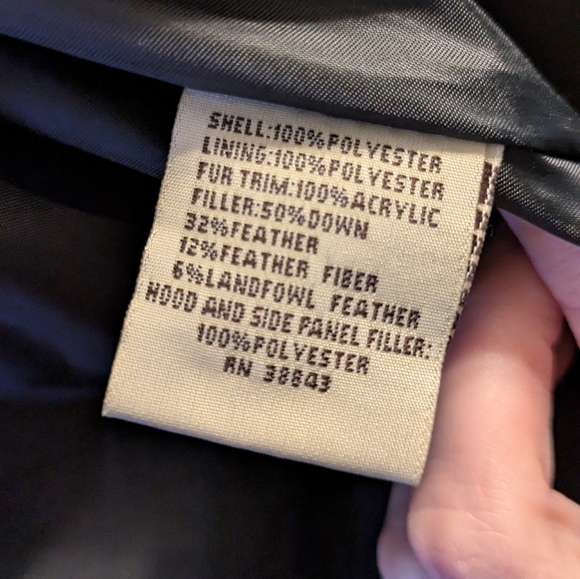 SHELL:100%POLYESTER
LINING:100%POLYESTER
FUR TRIM:100%ACRYLIC
FILLER:50%DOWN
32%FEATHER
12%FEATHER FIBER
6%LANDFOWL FEATHER
HOOD AND SIDE PANEL FILLER:
100%POLYESTER
RN 38843